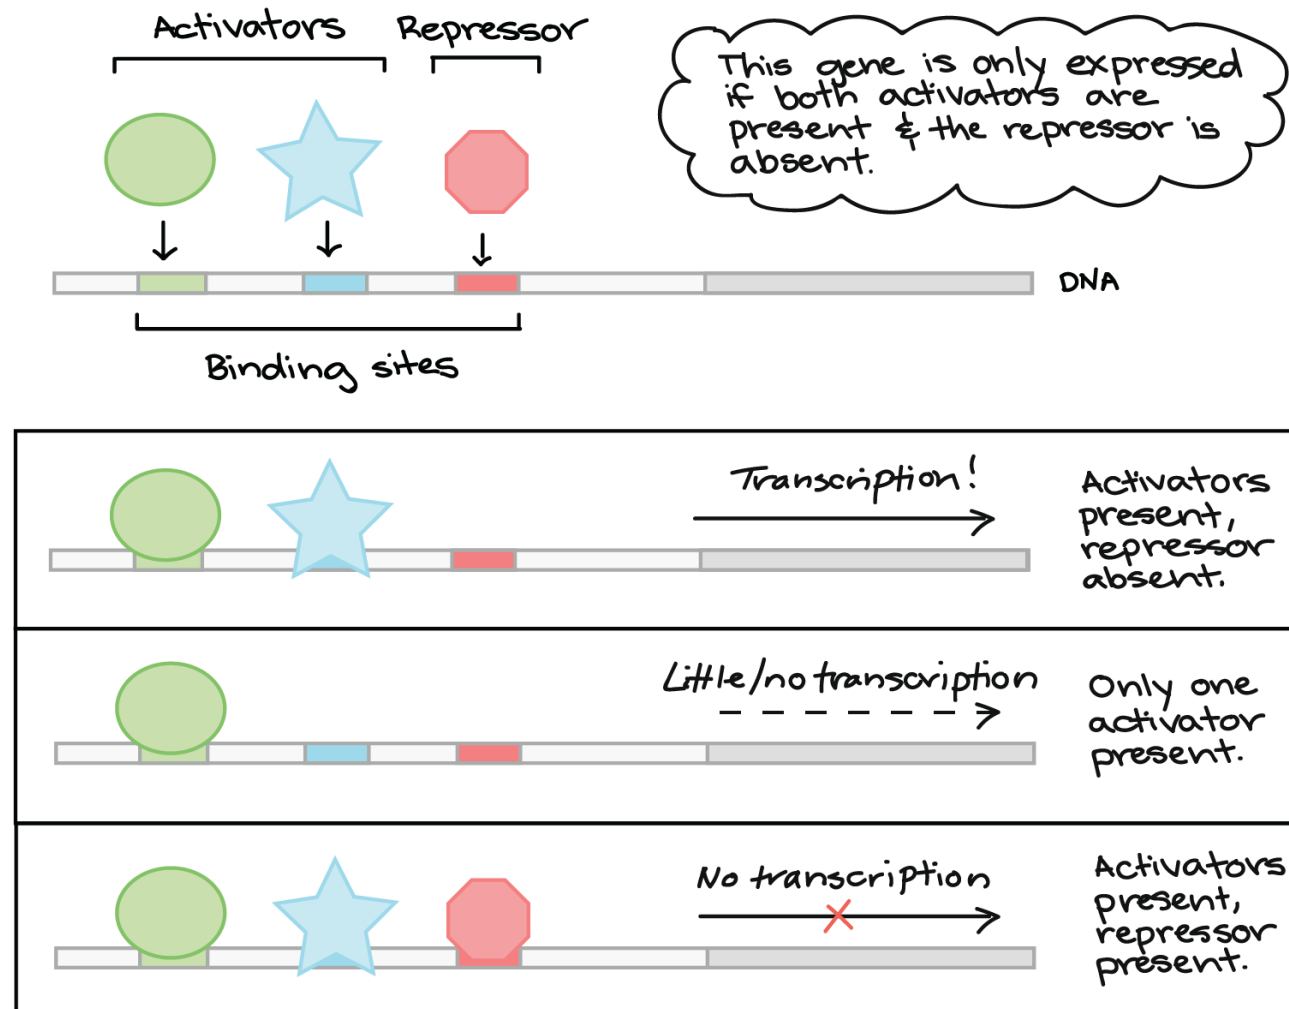 Activators
Repressor
This gene is only expressed
if both activators are
present & the repressor is
absent.
DNA
Binding sites
Transcription!
Activators
present,
repressor
absent.
Little/no transcription
Only one
activator
present.
No transcription
Activators
present,
repressor
present.